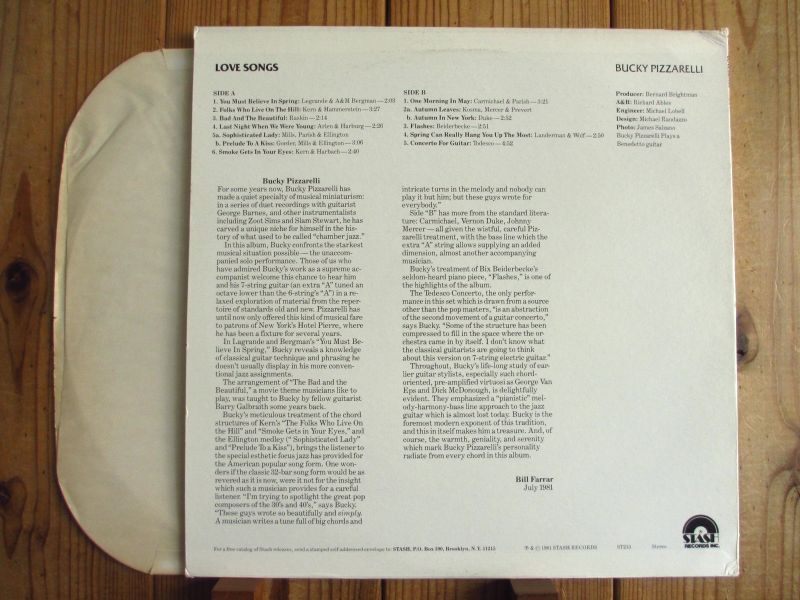 LOVE SONGS
BUCKY PIZZARELLI
SIDE A
1. You Must Believe In Spring: Legrande & A&M Bergman—2:03
2. Folks Who Live On The Hill: Kern & Hammerstein—3:27
3. Bad And The Beautiful: Raskin—2:14
4. Last Night When We Were Young: Arlen & Harburg—2:26
5a. Sophisticated Lady: Mills, Parish & Ellington
b. Prelude To A Kiss: Gorder, Mills & Ellington—3:06
6. Smoke Gets In Your Eyes: Kern & Harbach—2:40
SIDE B
1. One Morning In May: Carmichael & Parish—3:21
2a. Autumn Leaves: Kosma, Mercer & Prevert
b. Autumn In New York: Duke—2:52
3. Flashes: Beiderbecke—2:51
4. Spring Can Really Hang You Up The Most: Landerman & Wolf—2:50
5. Concerto For Guitar: Tedesco—4:52
Producer: Bernard Brightman
A&R: Richard Ables
Engineer: Michael Lobell
Design: Michael Randazzo
Photo: James
Bucky Pizzarelli Plays a
Benedetto guitar
Bucky Pizzarelli
For some years now, Bucky Pizzarelli has
made a quiet specialty of musical miniaturism:
in a series of duet recordings with guitarist
George Barnes, and other instrumentalists
including Zoot Sims and Slam Stewart, he has
carved a unique niche for himself in the his-
tory of what used to be called “chamber jazz.”
In this album, Bucky confronts the starkest
musical situation possible—the unaccom-
panied solo performance. Those of us who
have admired Bucky’s work as a supreme ac-
companist welcome this chance to hear him
and his 7-string guitar (an extra “A” tuned an
octave lower than the 6-string’s “A”) in a re-
laxed exploration of material from the reper-
toire of standards old and new. Pizzarelli has
until now only offered this kind of musical fare
to patrons of New York’s Hotel Pierre, where
he has been a fixture for several years.
In Lagrande and Bergman’s “You Must Be-
lieve In Spring,” Bucky reveals a knowledge
of classical guitar technique and phrasing he
doesn’t usually display in his more conven-
tional jazz assignments.
The arrangement of “The Bad and the
Beautiful,” a movie theme musicians like to
play, was taught to Bucky by fellow guitarist
Barry Galbraith some years back.
Bucky’s meticulous treatment of the chord
structures of Kern’s “The Folks Who Live On
the Hill” and “Smoke Gets in Your Eyes,” and
the Ellington medley (“ Sophisticated Lady”
and “Prelude To a Kiss”), brings the listener to
the special esthetic focus jazz has provided for
the American popular song form. One won-
ders if the classic 32-bar song form would be as
revered as it is now, were it not for the insight
which such a musician provides for a careful
listener. “I’m trying to spotlight the great pop
composers of the 30’s and 40’s,” says Bucky.
“These guys wrote so beautifully and simply.
A musician writes a tune full of big chords and
intricate turns in the melody and nobody can
play it but him; but these guys wrote for
everybody.”
Side “B” has more from the standard litera-
ture: Carmichael, Vernon Duke, Johnny
Mercer—all given the wistful, careful Piz-
zarelli treatment, with the bass line which the
extra “A” string allows supplying an added
dimension, almost another accompanying
musician.
Bucky’s treatment of Bix Beiderbecke’s
seldom-heard piano piece, “Flashes,” is one of
the highlights of the album.
The Tedesco Concerto, the only perfor-
mance in this set which is drawn from a source
other than the pop masters, “is an abstraction
of the second movement of a guitar concerto,”
says Bucky. “Some of the structure has been
compressed to fill in the space where the or-
chestra came in by itself. I don’t know what
the classical guitarists are going to think
about this version on 7-string electric guitar.”
Throughout, Bucky’s life-long study of ear-
lier guitar stylists, especially such chord-
oriented, pre-amplified virtuosi as George Van
Eps and Dick McDonough, is delightfully
evident. They emphasized a “pianistic” mel-
ody-harmony-bass line approach to the jazz
guitar which is almost lost today. Bucky is the
foremost modern exponent of this tradition,
and this in itself makes him a treasure. And, of
course, the warmth, geniality, and serenity
which mark Bucky Pizzarelli’s personality
radiate from every chord in this album.
Bill Farrar
July 1981
For a free catalog of Stash releases, send a stamped self addressed envelope to: STASH, P.O. Box 390, Brooklyn, N.Y. 11215
℗ & © 1981 STASH RECORDS
ST213
Stereo
STASH
RECORDS INC.